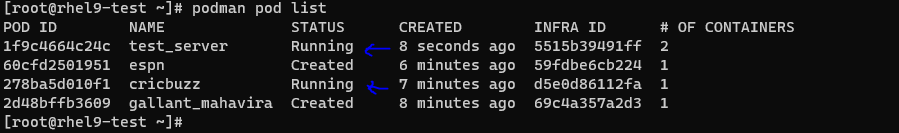 [root@rhel9-test ~]# podman pod list
POD ID        NAME              STATUS      CREATED        INFRA ID      # OF CONTAINERS
1f9c4664c24c  test_server       Running     8 seconds ago  5515b39491ff  2
60cfd2501951  espn              Created     6 minutes ago  59fdbe6cb224  1
278ba5d010f1  cricbuzz          Running     7 minutes ago  d5e0d86112fa  1
2d48bffb3609  gallant_mahavira  Created     8 minutes ago  69c4a357a2d3  1
[root@rhel9-test ~]#